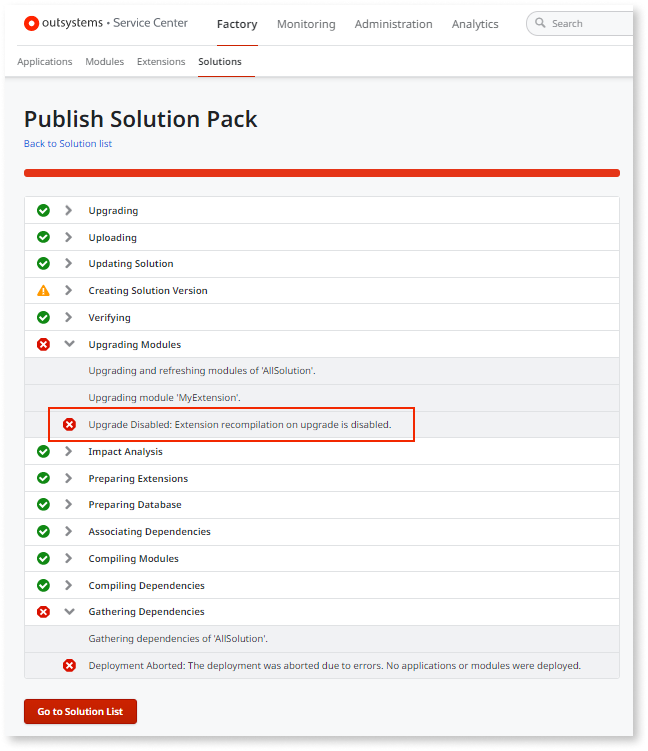 outsystems • Service Center
Factory
Monitoring
Administration
Analytics
Search
Applications
Modules
Extensions
Solutions
Publish Solution Pack
Back to Solution list
Upgrading
Uploading
Updating Solution
Creating Solution Version
Verifying
Upgrading Modules
Upgrading and refreshing modules of 'AllSolution'.
Upgrading module 'MyExtension'.
Upgrade Disabled: Extension recompilation on upgrade is disabled.
Impact Analysis
Preparing Extensions
Preparing Database
Associating Dependencies
Compiling Modules
Compiling Dependencies
Gathering Dependencies
Gathering dependencies of 'AllSolution'.
Deployment Aborted: The deployment was aborted due to errors. No applications or modules were deployed.
Go to Solution List